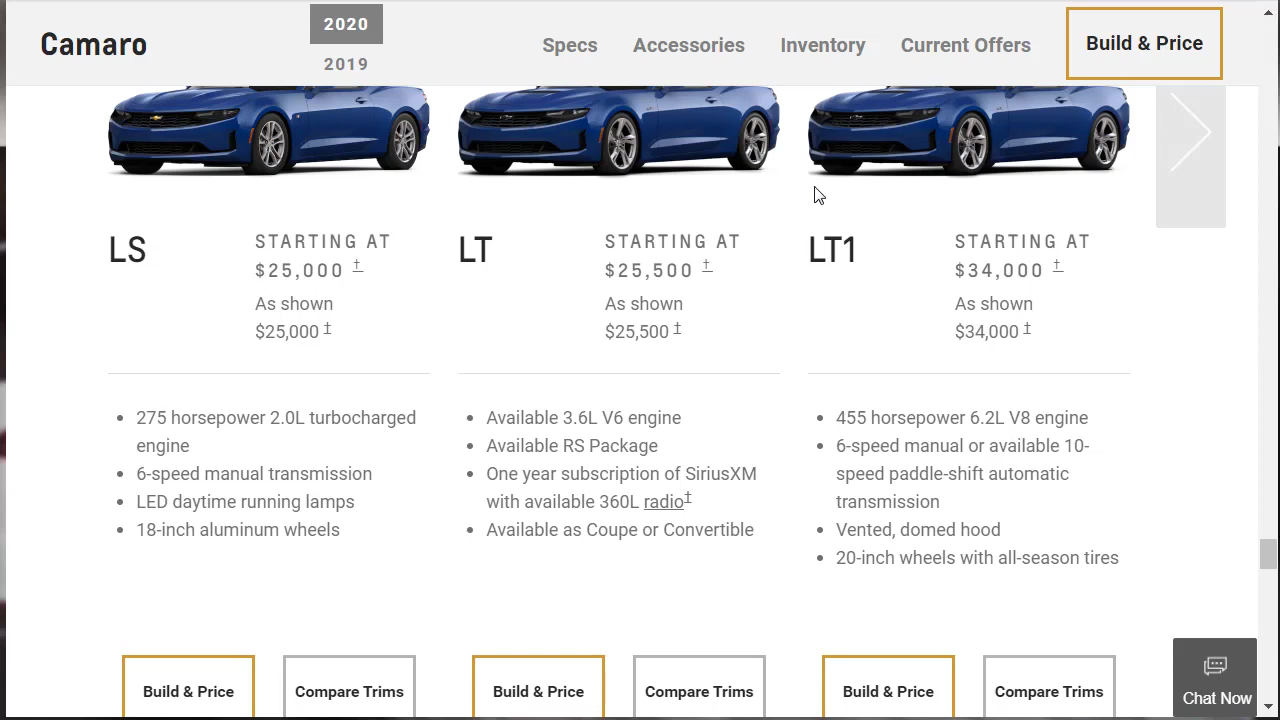 Camaro
2020
2019
Specs
Accessories
Inventory
Current Offers
Build & Price
LS
STARTING AT
$25,000 †
As shown
$25,000 †
275 horsepower 2.0L turbocharged
engine
6-speed manual transmission
LED daytime running lamps
18-inch aluminum wheels
Build & Price
Compare Trims
LT
STARTING AT
$25,500 †
As shown
$25,500 †
Available 3.6L V6 engine
Available RS Package
One year subscription of SiriusXM
with available 360L radio†
Available as Coupe or Convertible
Build & Price
Compare Trims
LT1
STARTING AT
$34,000 †
As shown
$34,000 †
455 horsepower 6.2L V8 engine
6-speed manual or available 10-
speed paddle-shift automatic
transmission
Vented, domed hood
20-inch wheels with all-season tires
Build & Price
Compare Trims
Chat Now